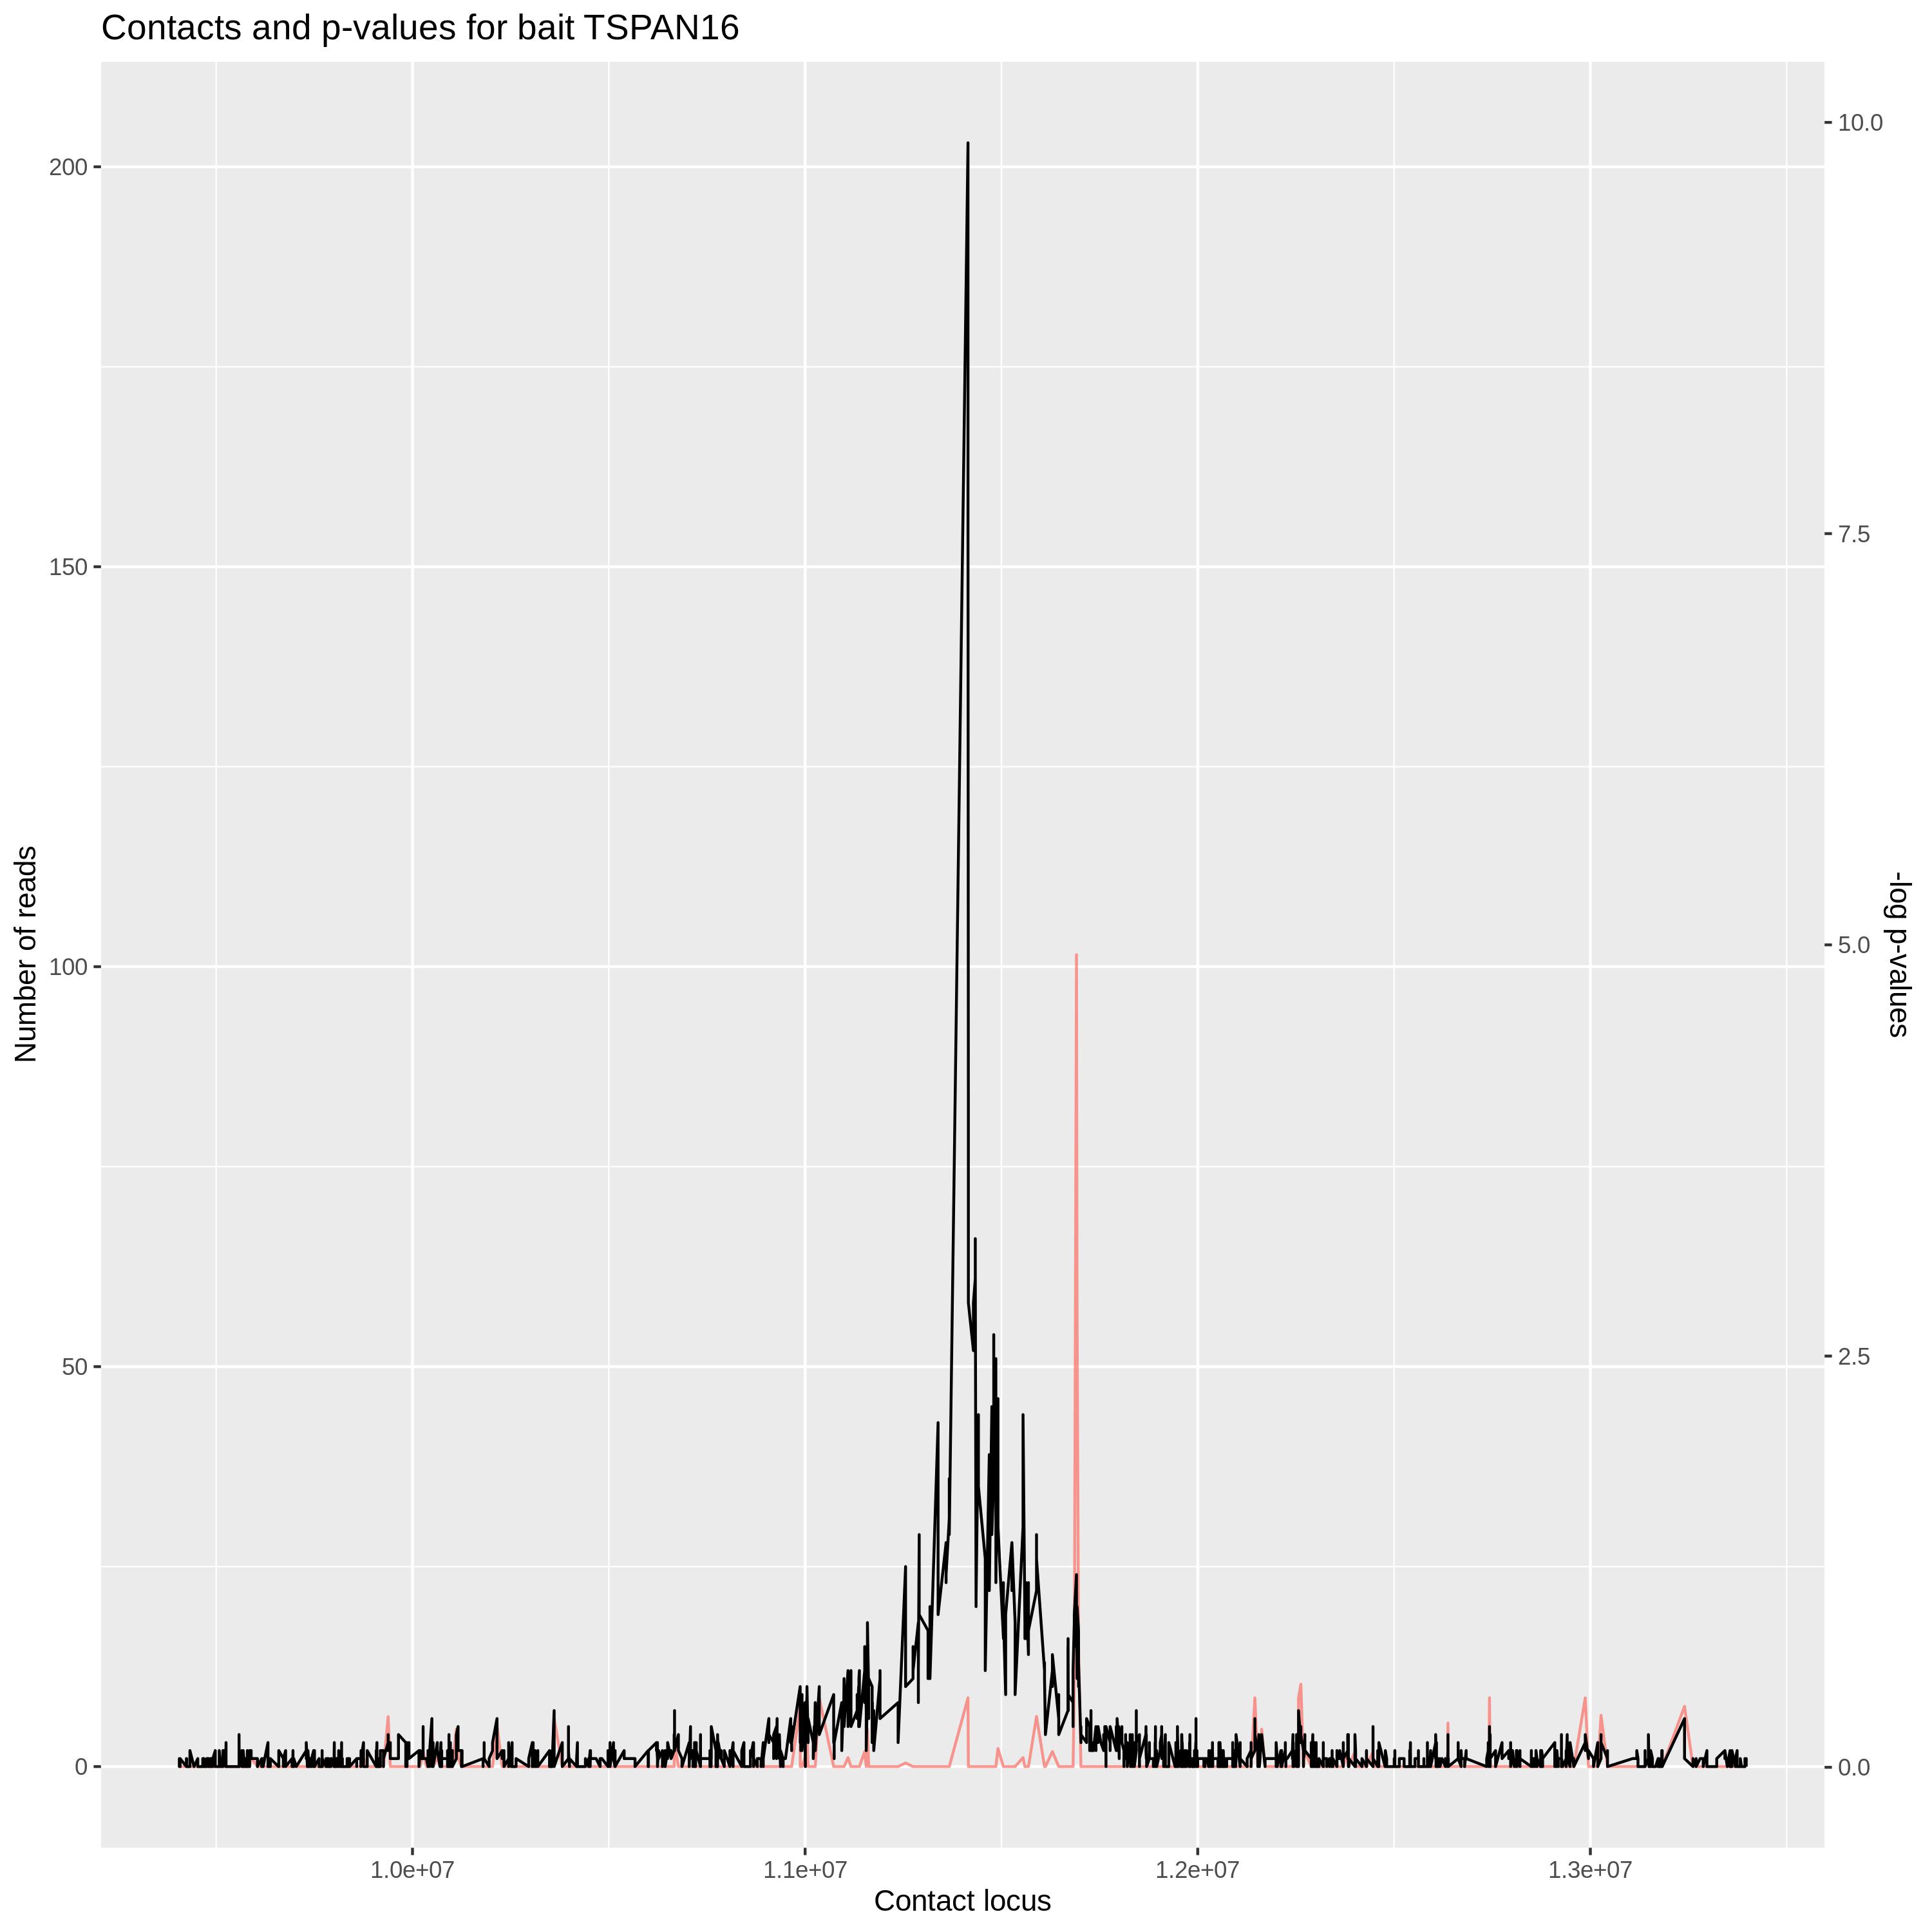 Contacts and p-values for bait TSPAN16
Number of reads
200
150
100
50
0
10.0
7.5
5.0
2.5
0.0
-log p-values
1.0e+07
1.1e+07
1.2e+07
1.3e+07
Contact locus